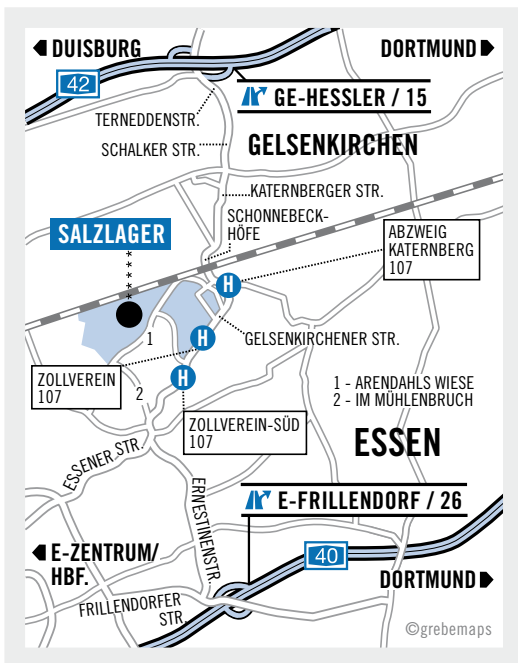 DUISBURG
DORTMUND
42
GE-HESSLER / 15
TERNEDDENSTR.
SCHALKER STR.
GELSENKIRCHEN
KATERNBERGER STR.
SCHONNEBECK-
HÖFE
SALZLAGER
ABZWEIG
KATERNBERG
107
H
GELSENKIRCHENER STR.
1
H
ZOLLVEREIN
107
H
2
1 - ARENDAHLS WIESE
2 - IM MÜHLENBRUCH
ZOLLVEREIN-SÜD
107
ESSEN
ESSENER STR.
ERNESTINENSTR.
E-FRILLENDORF / 26
E-ZENTRUM/
HBF.
40
DORTMUND
FRILLENDORFER
STR.
©grebemaps